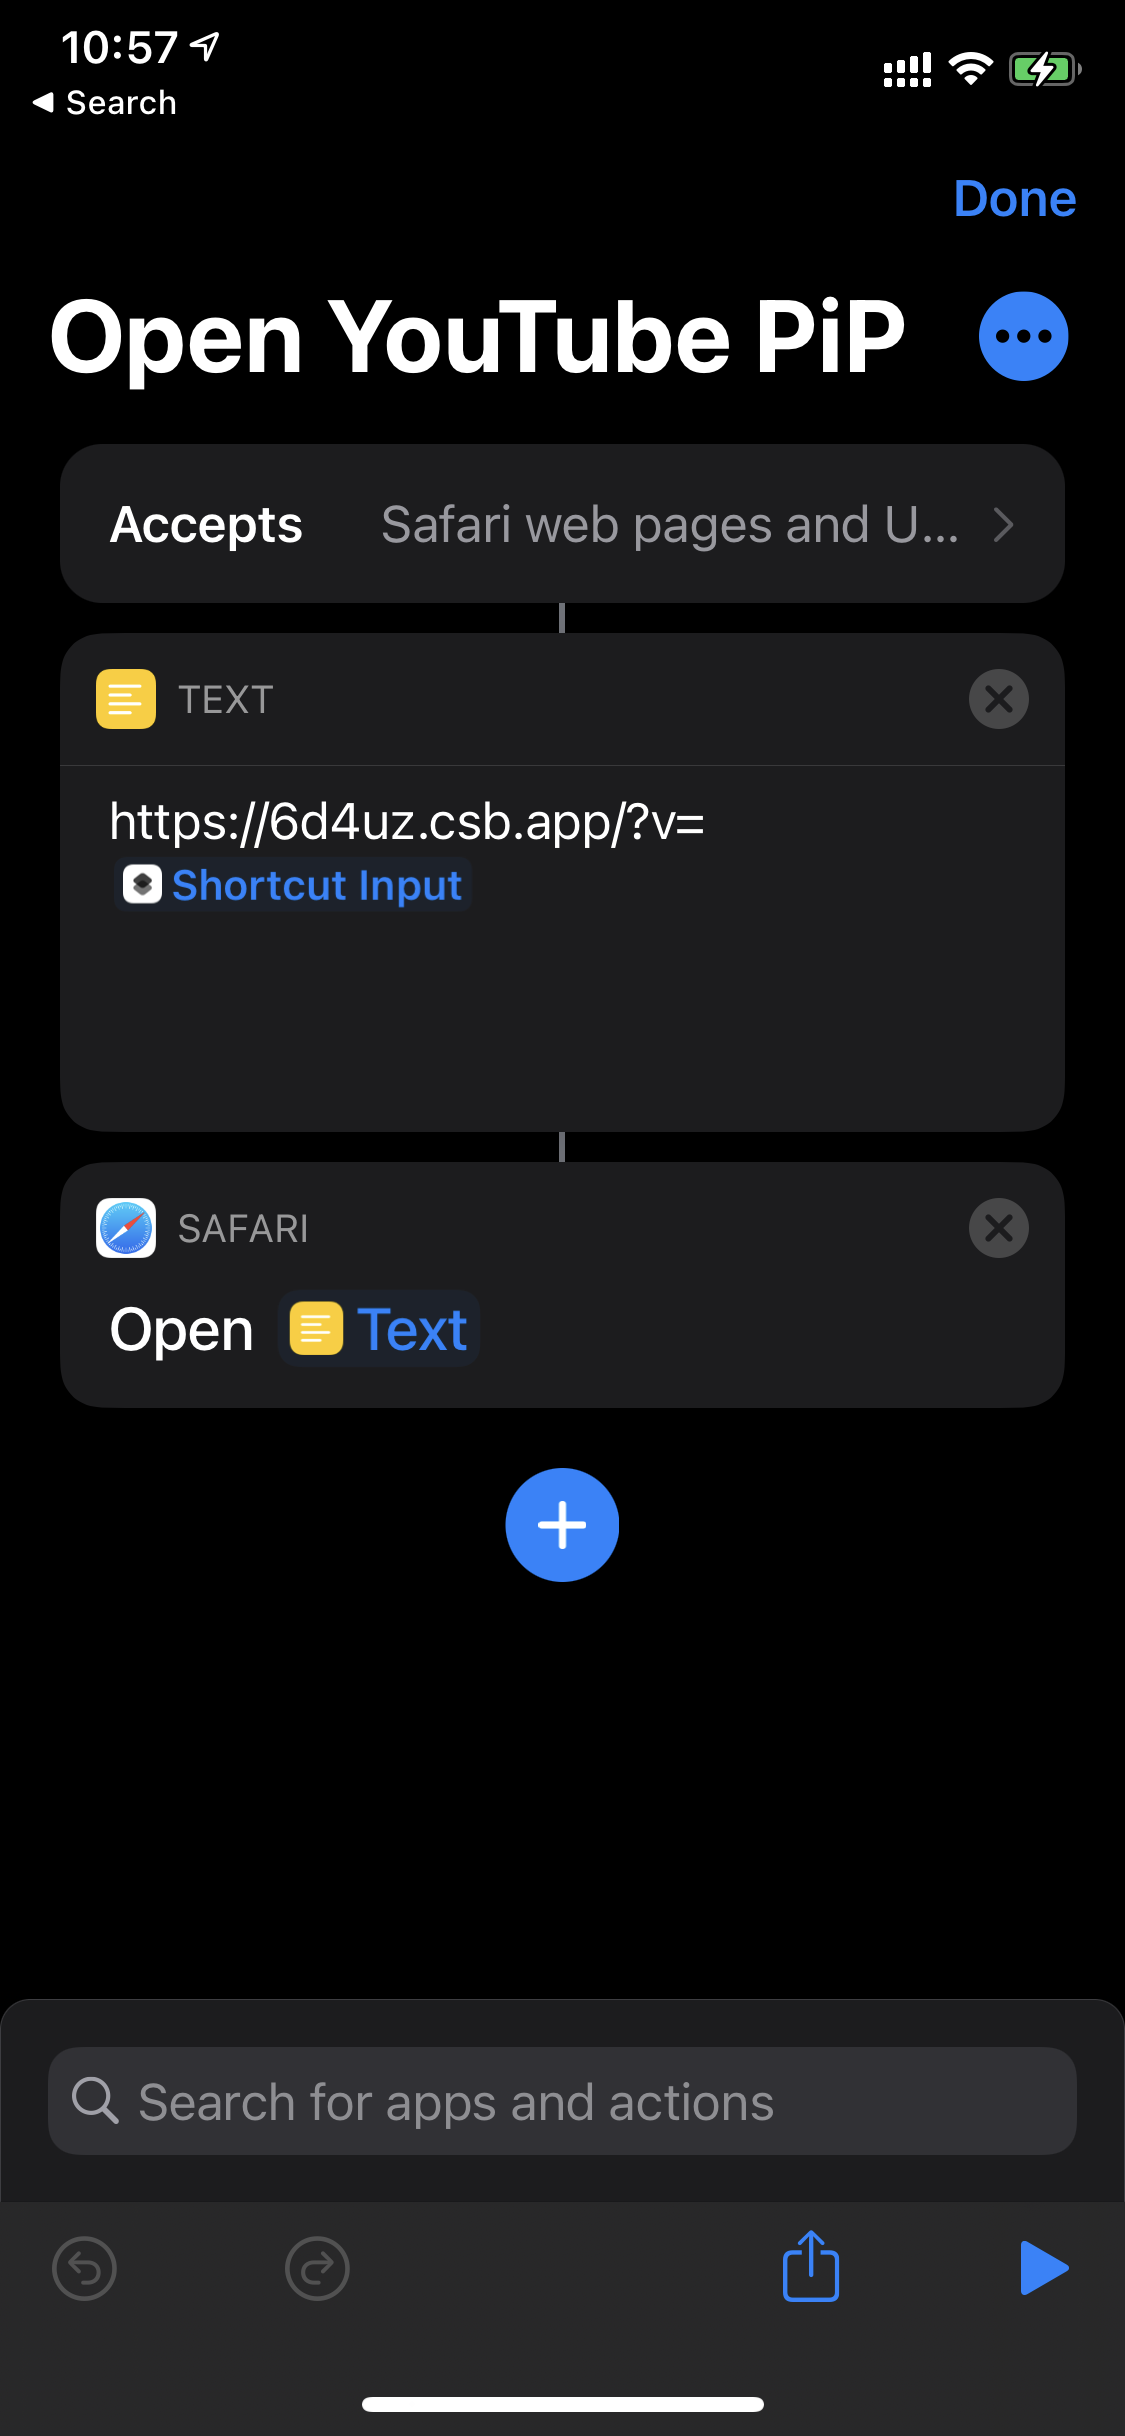 10:57
Search
Done
Open YouTube PiP
Accepts Safari web pages and U...
TEXT
https://6d4uz.csb.app/?v=
Shortcut Input
SAFARI
Open Text
Search for apps and actions